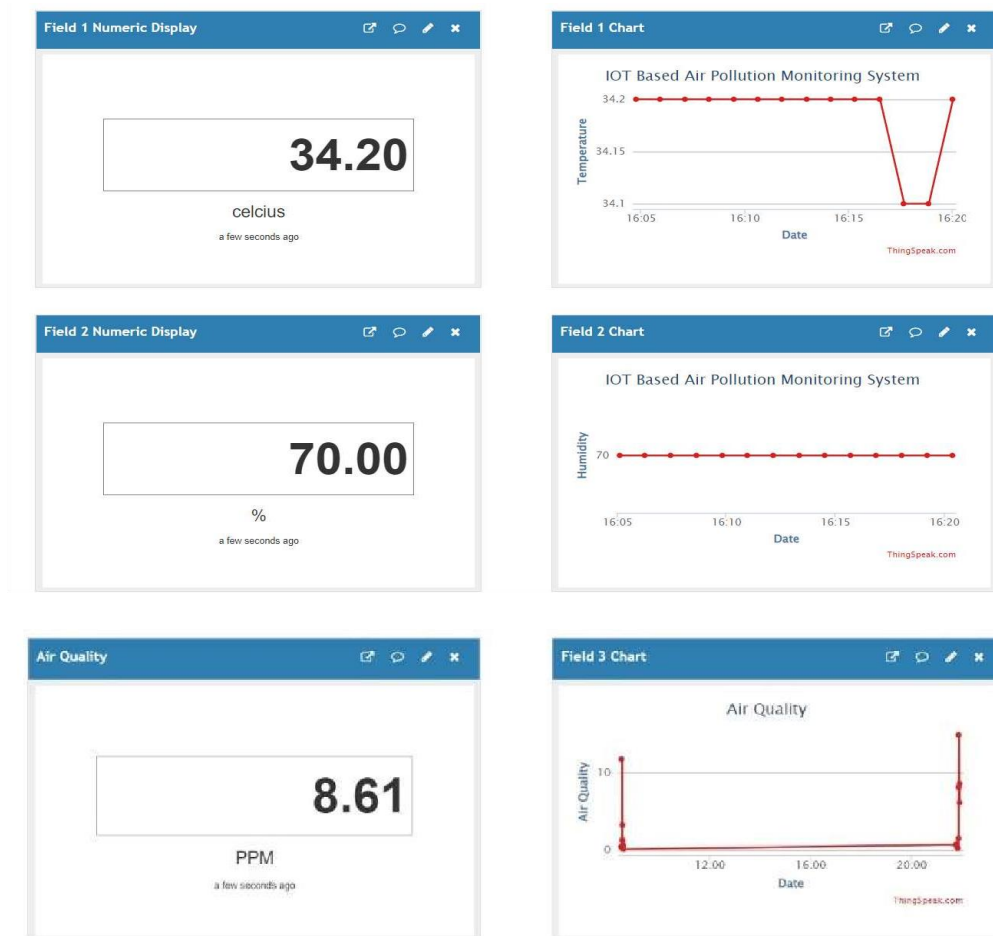 Field 1 Numeric Display
34.20
celcius
a few seconds ago
Field 1 Chart
IOT Based Air Pollution Monitoring System
Temperature
34.2
34.15
34.1
16:05 16:10 16:15 16:20
Date
ThingSpeak.com
Field 2 Numeric Display
70.00
%
a few seconds ago
Field 2 Chart
IOT Based Air Pollution Monitoring System
Humidity
70
16:05 16:10 16:15 16:20
Date
ThingSpeak.com
Air Quality
8.61
PPM
a few seconds ago
Field 3 Chart
Air Quality
Air Quality
10
0
12:00 16:00 20:00
Date
ThingSpeak.com